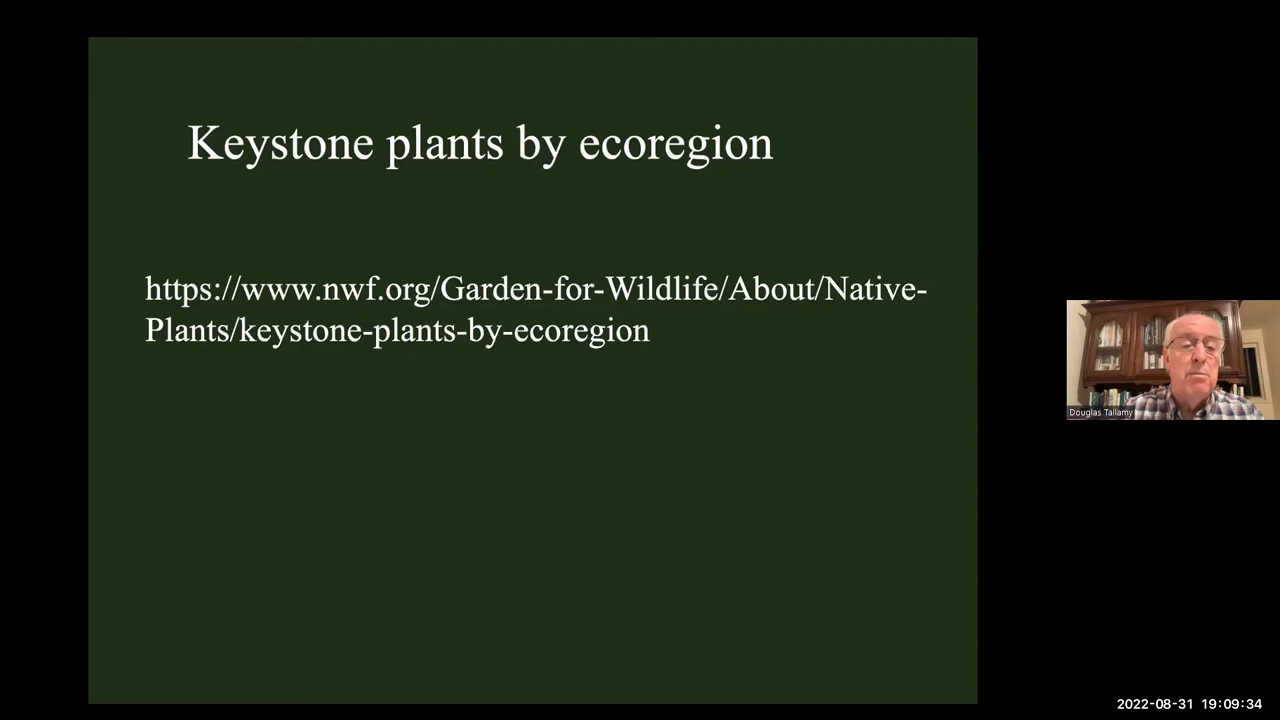 Keystone plants by ecoregion
https://www.nwf.org/Garden-for-Wildlife/About/Native-
Plants/keystone-plants-by-ecoregion
Douglas Tallamy
2022-08-31 19:09:34